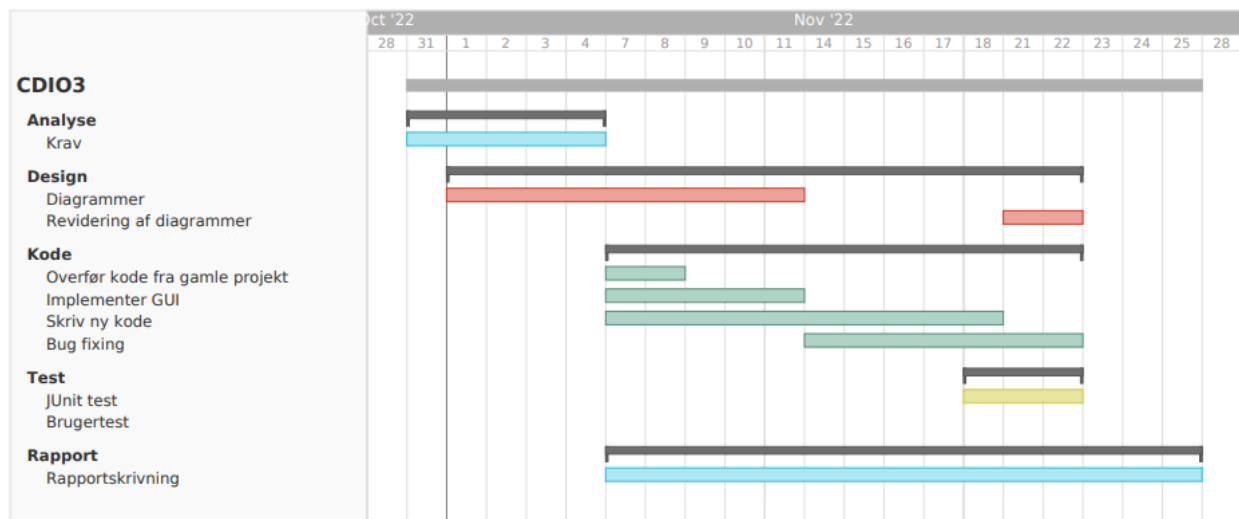 Oct '22 Nov '22
28 31 1 2 3 4 7 8 9 10 11 14 15 16 17 18 21 22 23 24 25 28
CDIO3
Analyse
Krav
Design
Diagrammer
Revidering af diagrammer
Kode
Overfør kode fra gamle projekt
Implementer GUI
Skriv ny kode
Bug fixing
Test
JUnit test
Brugertest
Rapport
Rapportskrivning